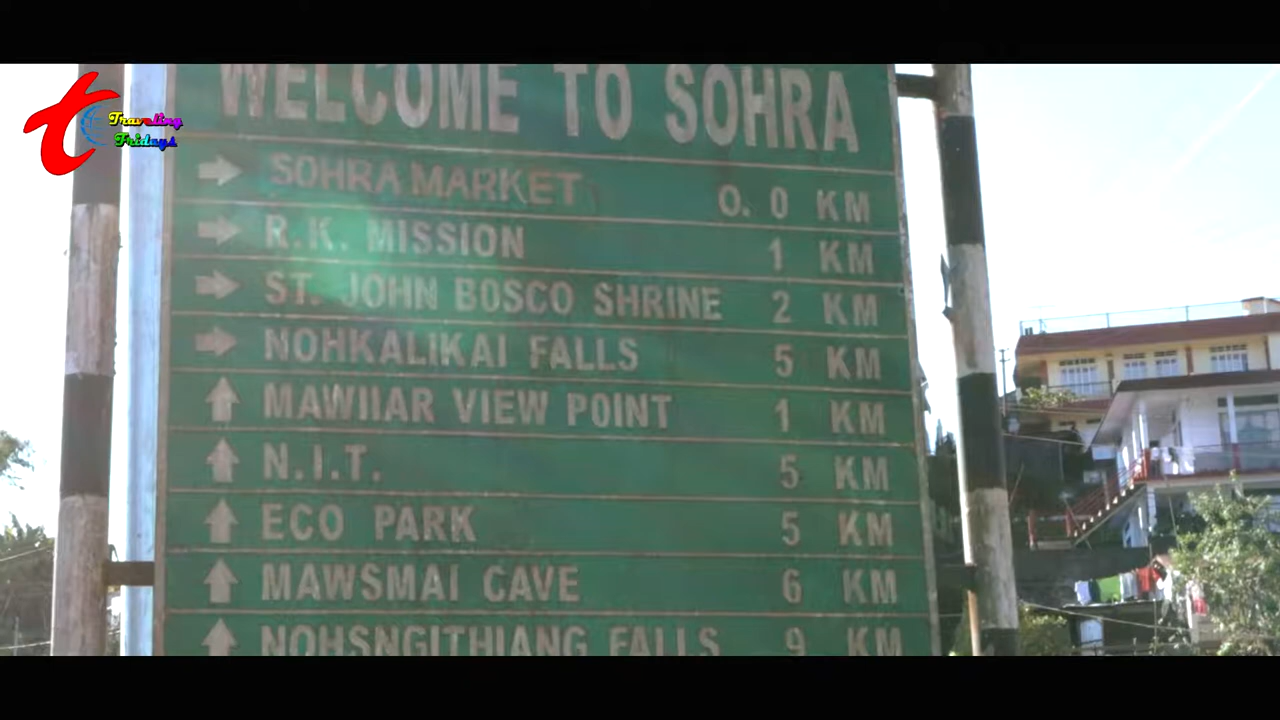 Traveling
Fridays
WELCOME TO SOHRA
SOHRA MARKET 0.0 KM
R.K. MISSION 1 KM
ST. JOHN BOSCO SHRINE 2 KM
NOHKALIKAI FALLS 5 KM
MAWIIAR VIEW POINT 1 KM
N.I.T. 5 KM
ECO PARK 5 KM
MAWSMAI CAVE 6 KM
NOHSNGITHIANG FALLS 9 KM